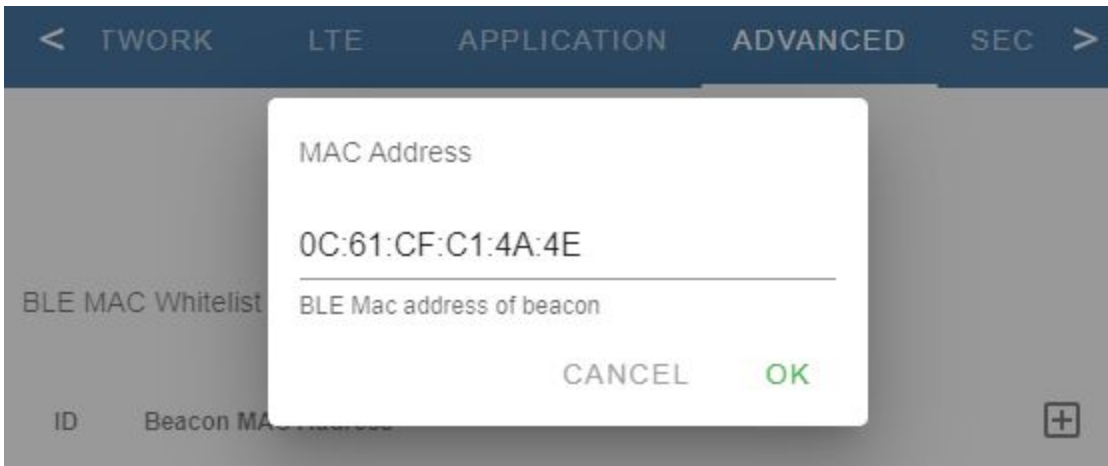 < TWORK LTE APPLICATION ADVANCED SEC >
MAC Address
0C:61:CF:C1:4A:4E
BLE MAC Whitelist
BLE Mac address of beacon
CANCEL OK
ID Beacon